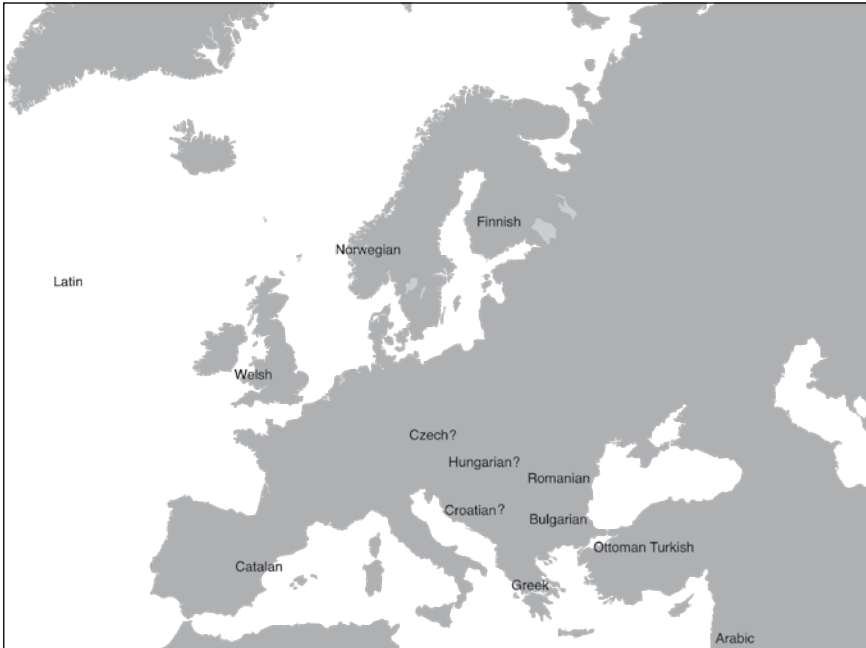 Finnish
Norwegian
Latin
Welsh
Czech?
Hungarian?
Romanian
Croatian?
Bulgarian
Ottoman Turkish
Catalan
Greek
Arabic